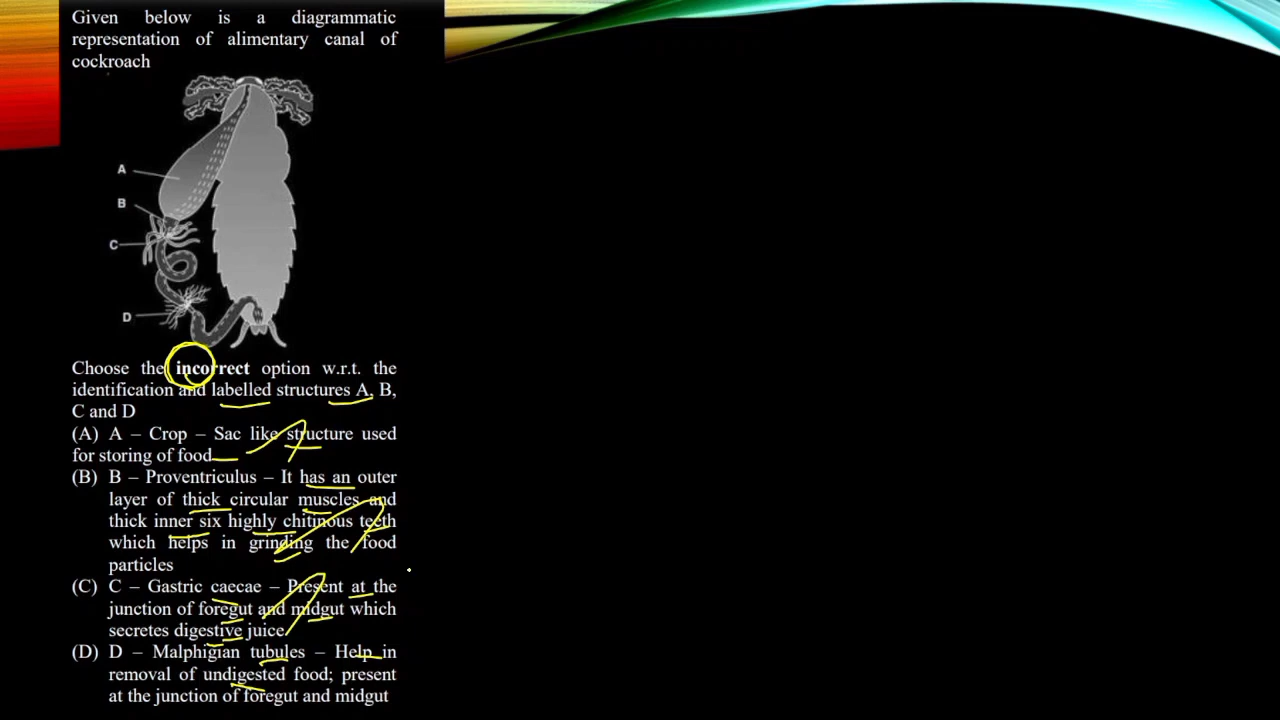 Given below is a diagrammatic
representation of alimentary canal of
cockroach
A
B
C
D
Choose the incorrect option w.r.t. the
identification and labelled structures A, B,
C and D
(A) A – Crop – Sac like structure used
for storing of food
(B) B – Proventriculus – It has an outer
layer of thick circular muscles and
thick inner six highly chitinous teeth
which helps in grinding the food
particles
(C) C – Gastric caecae – Present at the
junction of foregut and midgut which
secretes digestive juice
(D) D – Malphigian tubules – Help in
removal of undigested food; present
at the junction of foregut and midgut